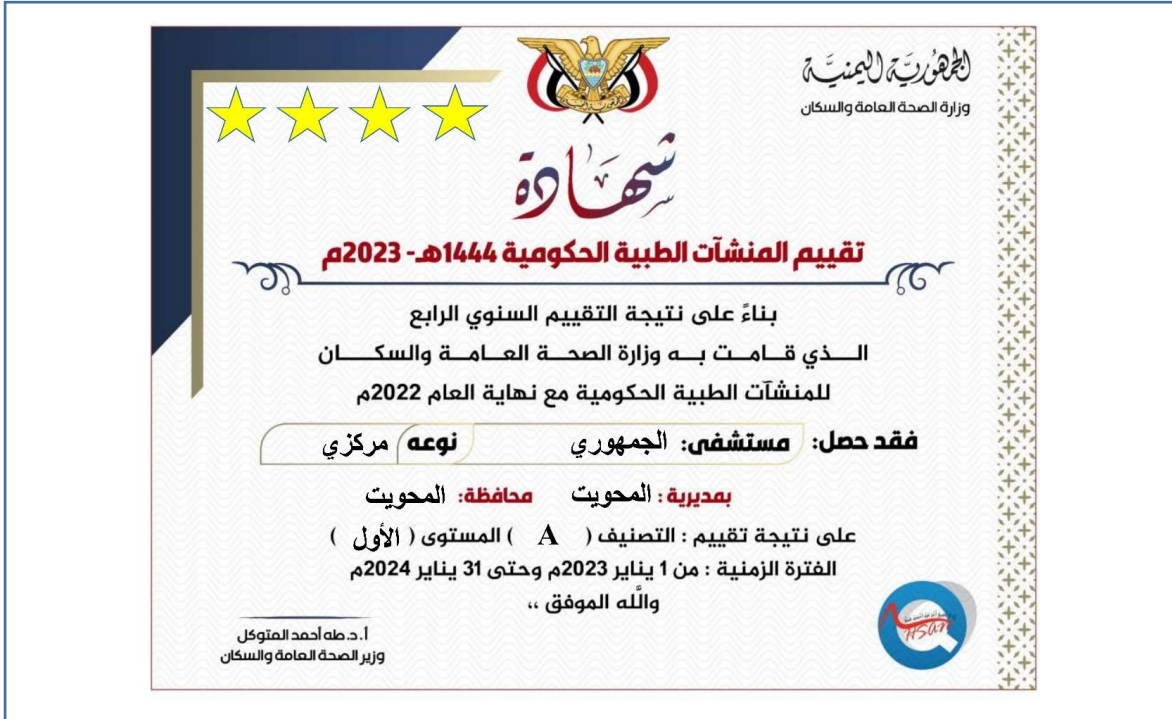 الجمهورية اليمنية
وزارة الصحة العامة والسكان
شهادة
تقييم المنشآت الطبية الحكومية 1444هـ - 2023م
بناءً على نتيجة التقييم السنوي الرابع
الذي قامت به وزارة الصحة العامة والسكان
للمنشآت الطبية الحكومية مع نهاية العام 2022م
فقد حصل: مستشفى: الجمهوري نوعه مركزي
بمديرية: المحويت محافظة: المحويت
على نتيجة تقييم : التصنيف ( A ) المستوى ( الأول )
الفترة الزمنية : من 1 يناير 2023م وحتى 31 يناير 2024م
والله الموفق ،،
أ.د.طه أحمد المتوكل
وزير الصحة العامة والسكان